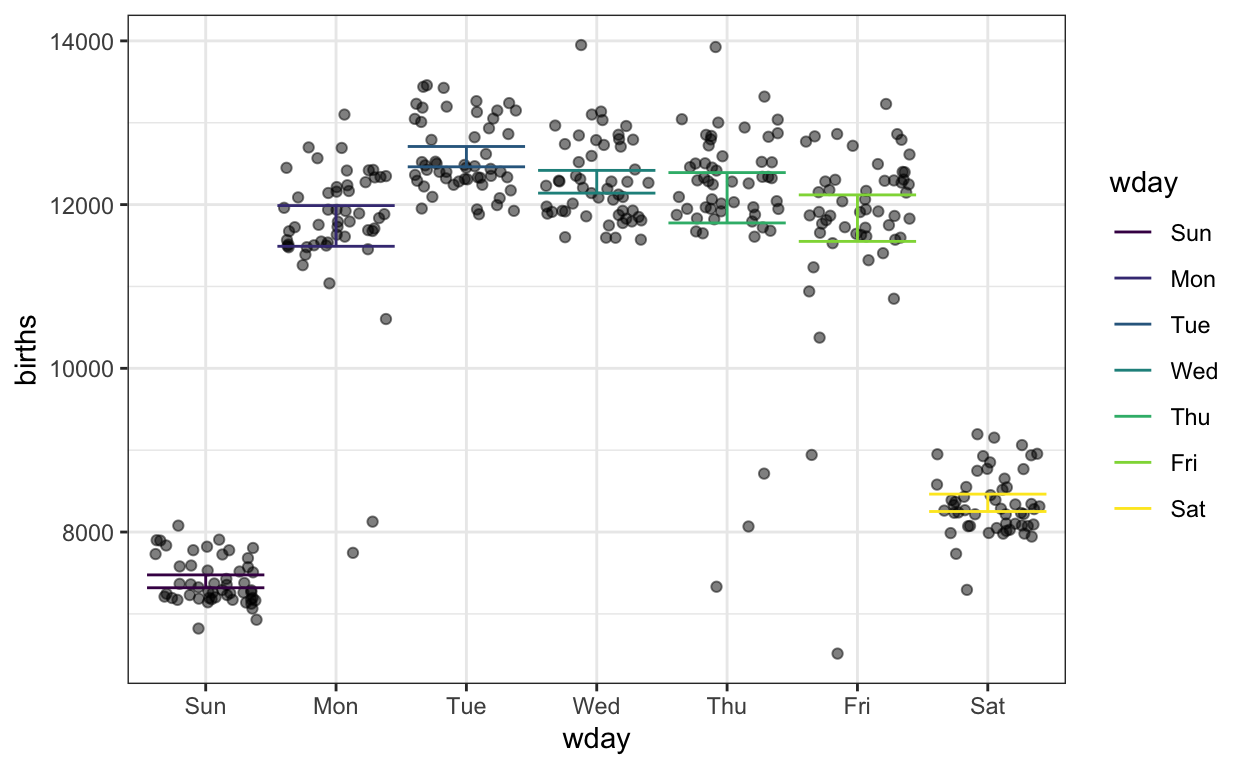 14000
12000
10000
8000
births
Sun Mon Tue Wed Thu Fri Sat
wday
wday
Sun
Mon
Tue
Wed
Thu
Fri
Sat